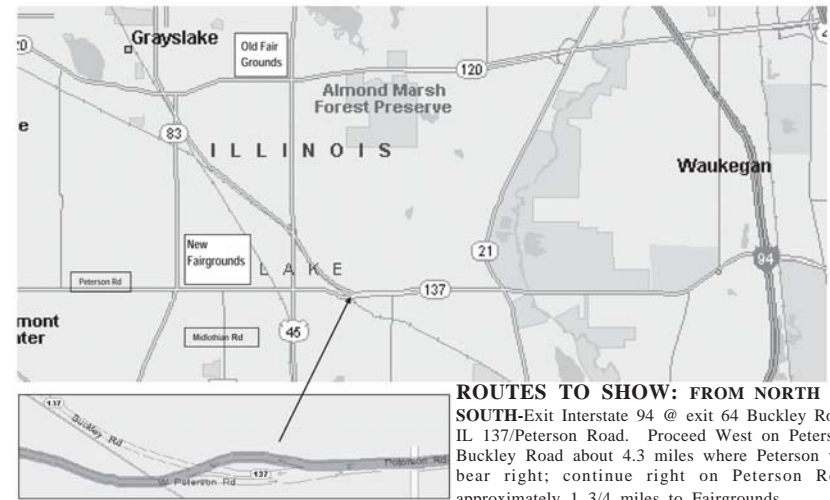 Grayslake
Old Fair
Grounds
20
120
Almond Marsh
Forest Preserve
e
83
ILLINOIS
Waukegan
New
Fairgrounds
LAKE
21
94
Peterson Rd
137
mont
ter
Midlothian Rd
45
ROUTES TO SHOW: FROM NORTH
SOUTH-Exit Interstate 94 @ exit 64 Buckley Ro
IL 137/Peterson Road. Proceed West on Peters
Buckley Road about 4.3 miles where Peterson
bear right; continue right on Peterson R
approximately 1 3/4 miles to Fairgrounds
137
Buckley Rd
137
W Peterson Rd
E Peterson Rd